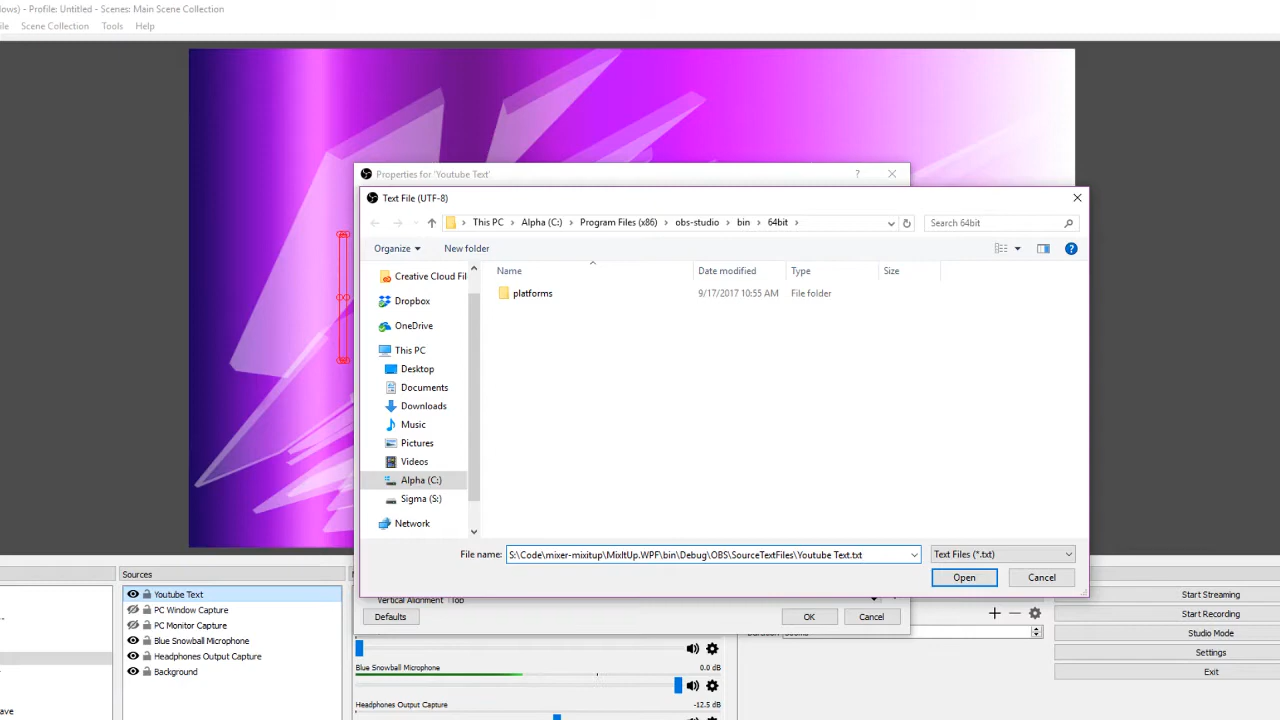 ows) - Profile: Untitled - Scenes: Main Scene Collection
ile Scene Collection Tools Help
Properties for 'Youtube Text' ?
Text File (UTF-8)
This PC > Alpha (C:) > Program Files (x86) > obs-studio > bin > 64bit >
Search 64bit
Organize New folder
Name Date modified Type Size
platforms 9/17/2017 10:55 AM File folder
Creative Cloud Fil
Dropbox
OneDrive
This PC
Desktop
Documents
Downloads
Music
Pictures
Videos
Alpha (C:)
Sigma (S:)
Network
File name: S:\Code\mixer-mixitup\MixItUp.WPF\bin\Debug\OBS\SourceTextFiles\Youtube Text.txt
Text Files (*.txt)
Open Cancel
Vertical Alignment Top
Defaults OK Cancel
Sources
Youtube Text
PC Window Capture
PC Monitor Capture
Blue Snowball Microphone
Headphones Output Capture
Background
Blue Snowball Microphone 0.0 dB
Headphones Output Capture -12.5 dB
Start Streaming
Start Recording
Studio Mode
Settings
Exit
ave